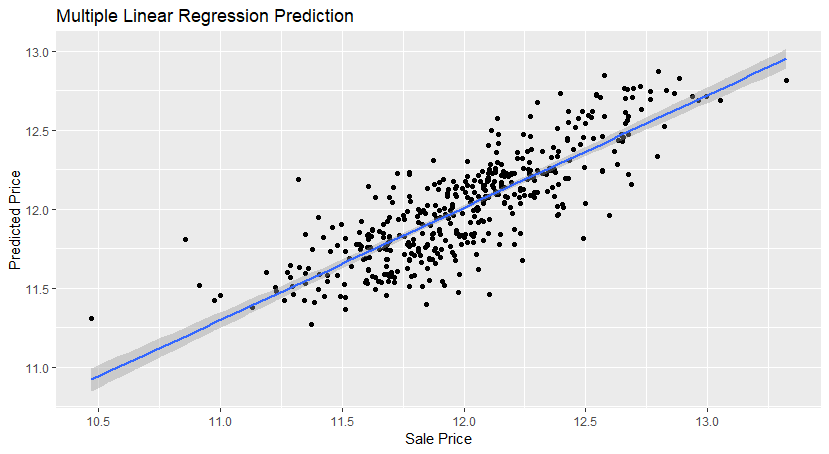 Multiple Linear Regression Prediction
13.0
12.5
12.0
11.5
11.0
Predicted Price
10.5 11.0 11.5 12.0 12.5 13.0
Sale Price